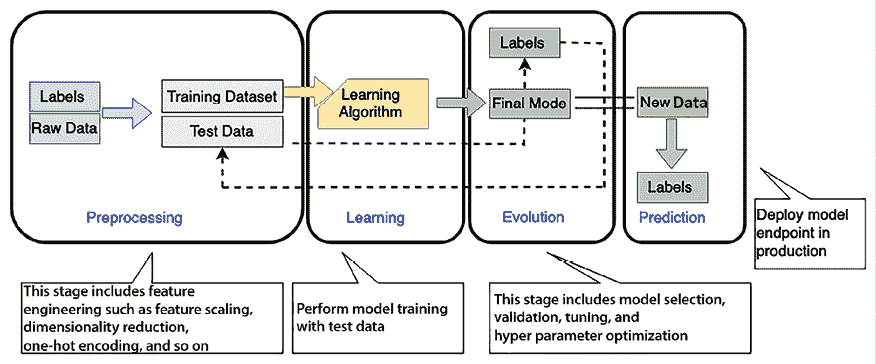 Labels
Raw Data
Training Dataset
Test Data
Preprocessing
Learning
Algorithm
Learning
Labels
Final Mode
Evolution
New Data
Labels
Prediction
This stage includes feature
engineering such as feature scaling,
dimensionality reduction,
one-hot encoding, and so on
Perform model training
with test data
This stage includes model selection,
validation, tuning, and
hyper parameter optimization
Deploy model
endpoint in
production